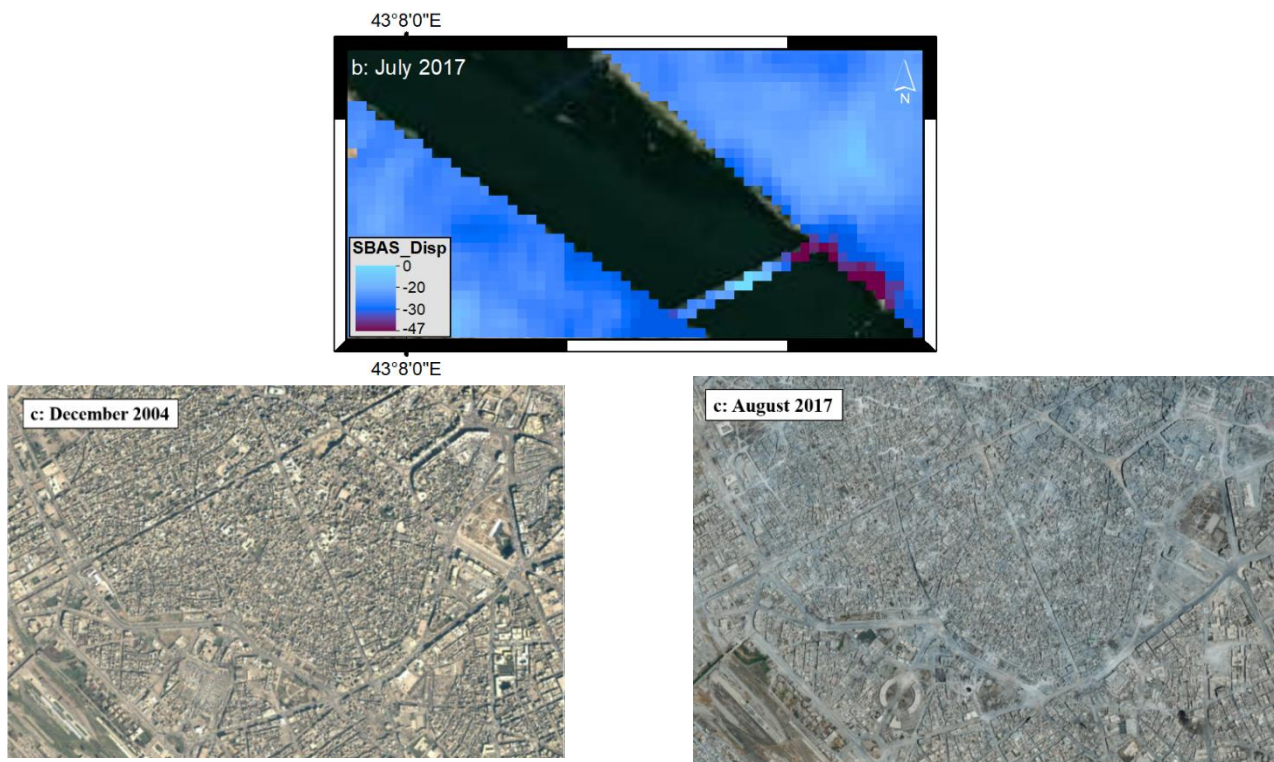 43°8'0"E
b: July 2017
N
SBAS_Disp
0
-20
-30
-47
43°8'0"E
c: December 2004
c: August 2017